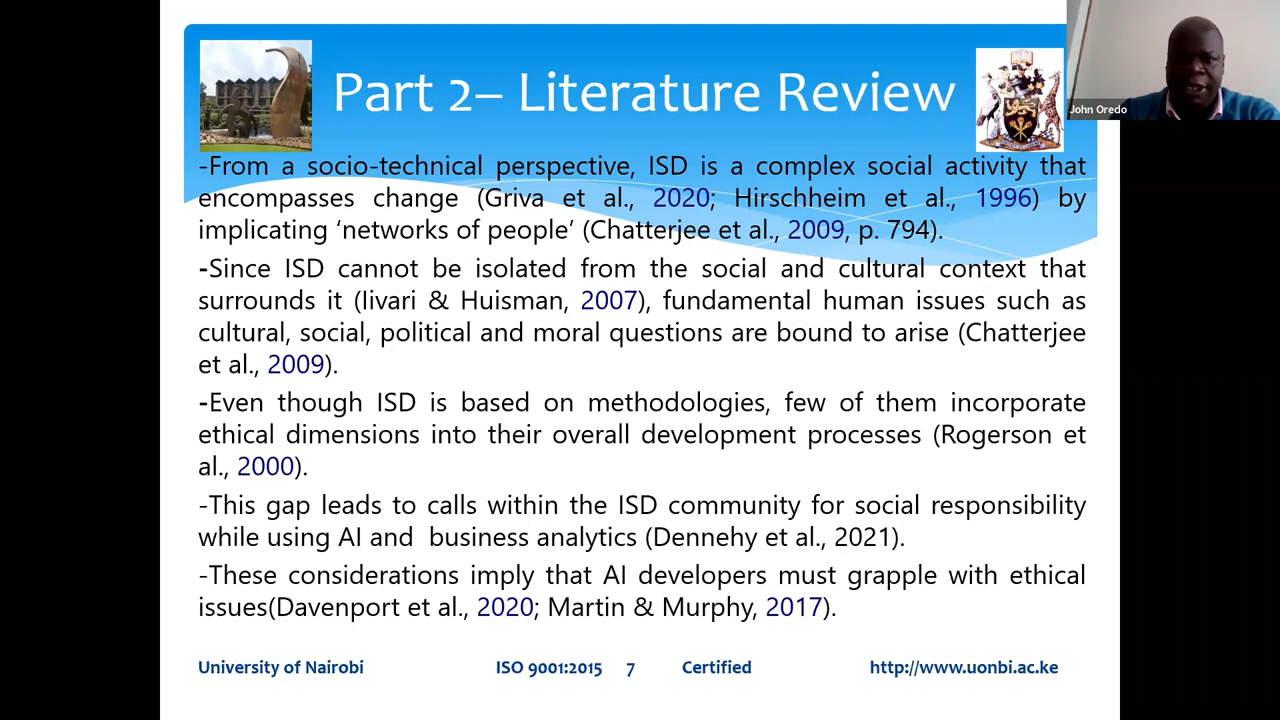 Part 2– Literature Review
John Oredo
-From a socio-technical perspective, ISD is a complex social activity that
encompasses change (Griva et al., 2020; Hirschheim et al., 1996) by
implicating ‘networks of people’ (Chatterjee et al., 2009, p. 794).
-Since ISD cannot be isolated from the social and cultural context that
surrounds it (Iivari & Huisman, 2007), fundamental human issues such as
cultural, social, political and moral questions are bound to arise (Chatterjee
et al., 2009).
-Even though ISD is based on methodologies, few of them incorporate
ethical dimensions into their overall development processes (Rogerson et
al., 2000).
-This gap leads to calls within the ISD community for social responsibility
while using AI and  business analytics (Dennehy et al., 2021).
-These considerations imply that AI developers must grapple with ethical
issues(Davenport et al., 2020; Martin & Murphy, 2017).
University of Nairobi ISO 9001:2015 7 Certified http://www.uonbi.ac.ke